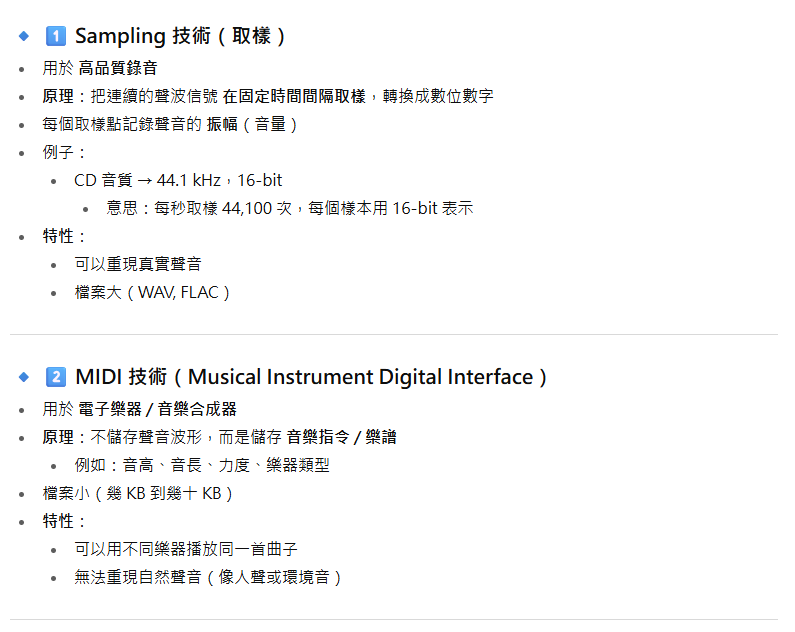 🔹 1️⃣ Sampling 技術（取樣）
• 用於 高品質錄音
• 原理：把連續的聲波信號 在固定時間間隔取樣，轉換成數位數字
• 每個取樣點記錄聲音的 振幅（音量）
• 例子：
• CD 音質 → 44.1 kHz，16-bit
• 意思：每秒取樣 44,100 次，每個樣本用 16-bit 表示
• 特性：
• 可以重現真實聲音
• 檔案大（WAV, FLAC）
🔹 2️⃣ MIDI 技術（Musical Instrument Digital Interface）
• 用於 電子樂器 / 音樂合成器
• 原理：不儲存聲音波形，而是儲存 音樂指令 / 樂譜
• 例如：音高、音長、力度、樂器類型
• 檔案小（幾 KB 到幾十 KB）
• 特性：
• 可以用不同樂器播放同一首曲子
• 無法重現自然聲音（像人聲或環境音）